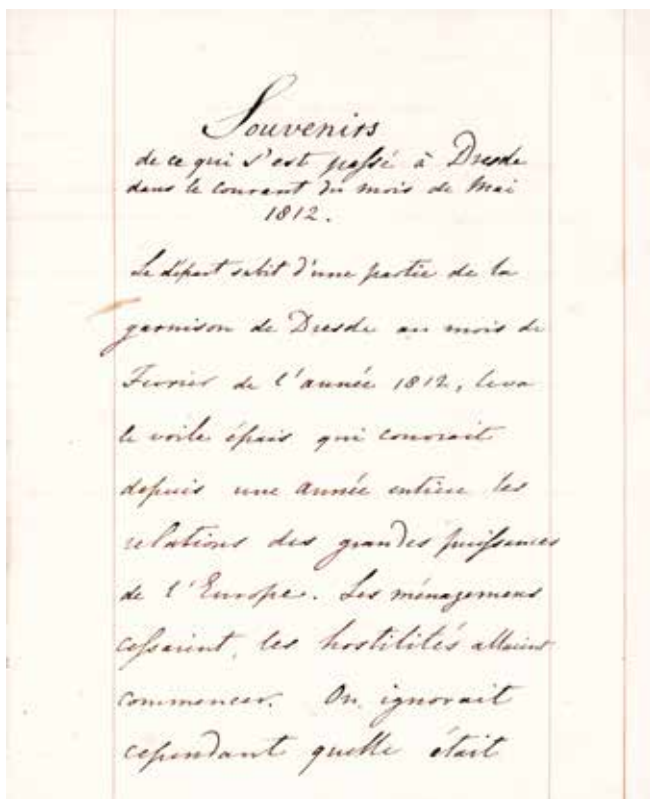 Souvenirs
de ce qui s'est passé à Dresde
dans le courant du mois de Mai
1812.
Le départ subit d'une partie de la
garnison de Dresde au mois de
Fevrier de l'année 1812, leva
le voile épais qui couvrait
depuis une année entiere les
relations des grandes puissances
de l'Europe. Les ménagemens
cessaient, les hostilités allaient
commencer. On ignorait
cependant quelle était